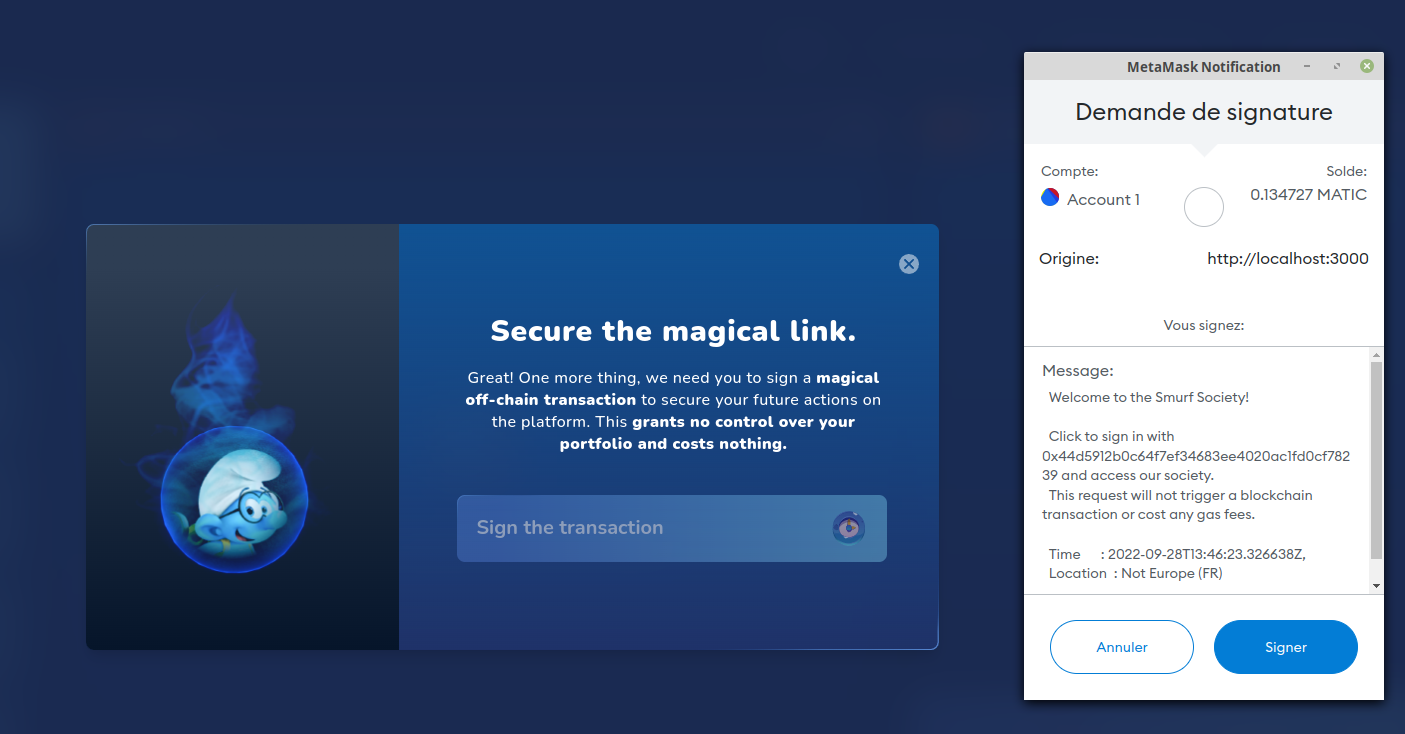 Secure the magical link.
Great! One more thing, we need you to sign a magical
off-chain transaction to secure your future actions on
the platform. This grants no control over your
portfolio and costs nothing.
Sign the transaction
MetaMask Notification
Demande de signature
Compte:
Solde:
Account 1
0.134727 MATIC
Origine:
http://localhost:3000
Vous signez:
Message:
Welcome to the Smurf Society!
Click to sign in with
0x44d5912b0c64f7ef34683ee4020ac1fd0cf782
39 and access our society.
This request will not trigger a blockchain
transaction or cost any gas fees.
Time : 2022-09-28T13:46:23.326638Z,
Location : Not Europe (FR)
Annuler
Signer